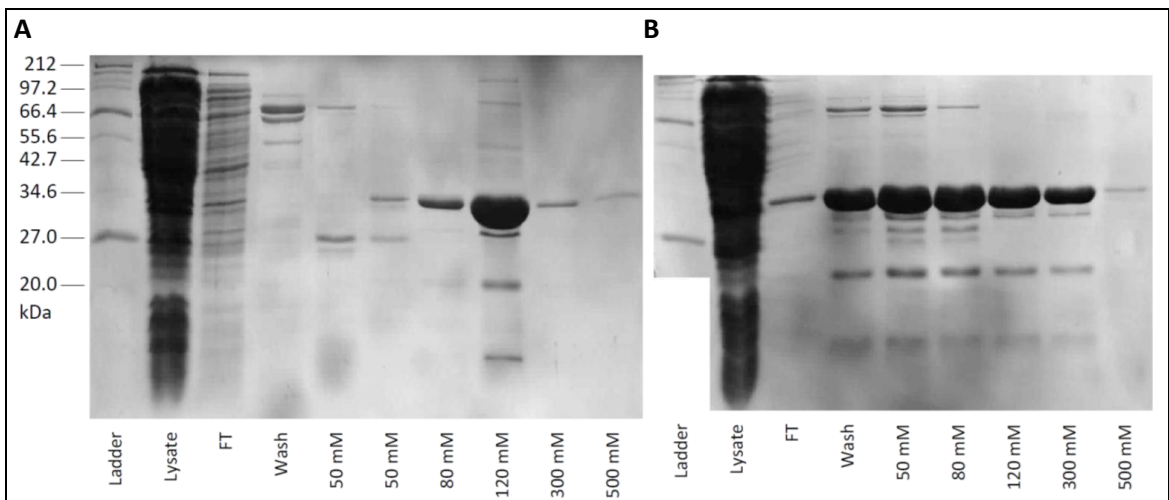 A
B
212
97.2
66.4
55.6
42.7
34.6
27.0
20.0
kDa
Ladder
Lysate
FT
Wash
50 mM
50 mM
80 mM
120 mM
300 mM
500 mM
Ladder
Lysate
FT
Wash
50 mM
80 mM
120 mM
300 mM
500 mM